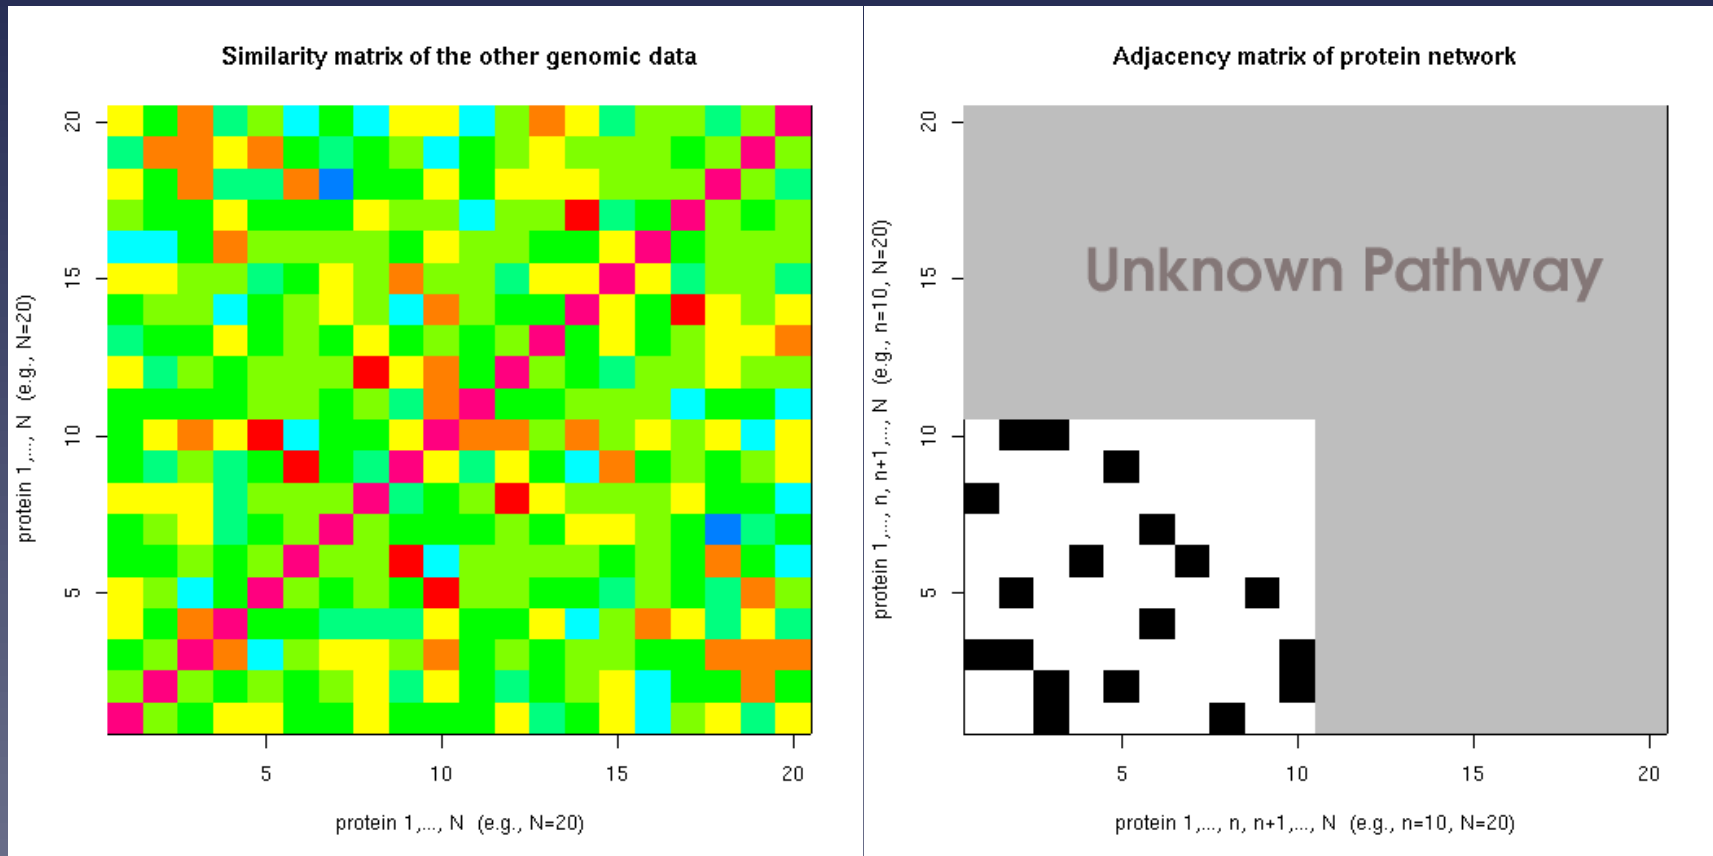 Similarity matrix of the other genomic data
20
15
10
5
protein 1,..., N (e.g., N=20)
5 10 15 20
protein 1,..., N (e.g., N=20)
Adjacency matrix of protein network
20
15
10
5
protein 1,..., n, n+1,..., N (e.g., n=10, N=20)
Unknown Pathway
5 10 15 20
protein 1,..., n, n+1,..., N (e.g., n=10, N=20)